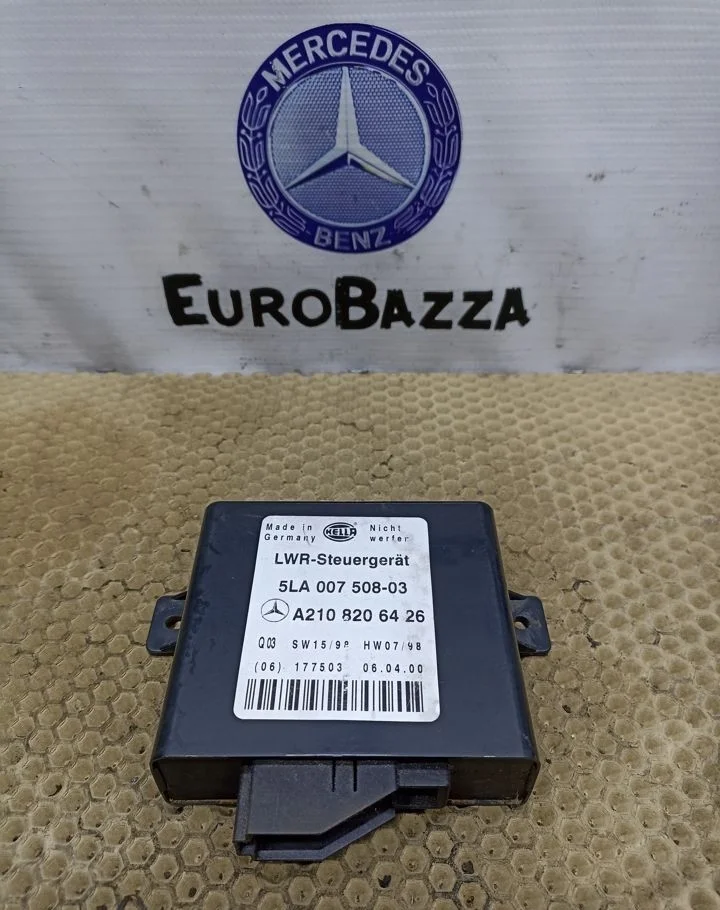 MERCEDES
BENZ
EUROBAZZA
Made in Germany HELLA Nicht werfen
LWR-Steuergerät
5LA 007 508-03
A210 820 64 26
Q03 SW15/98 HW07/98
(06) 177503 06.04.00